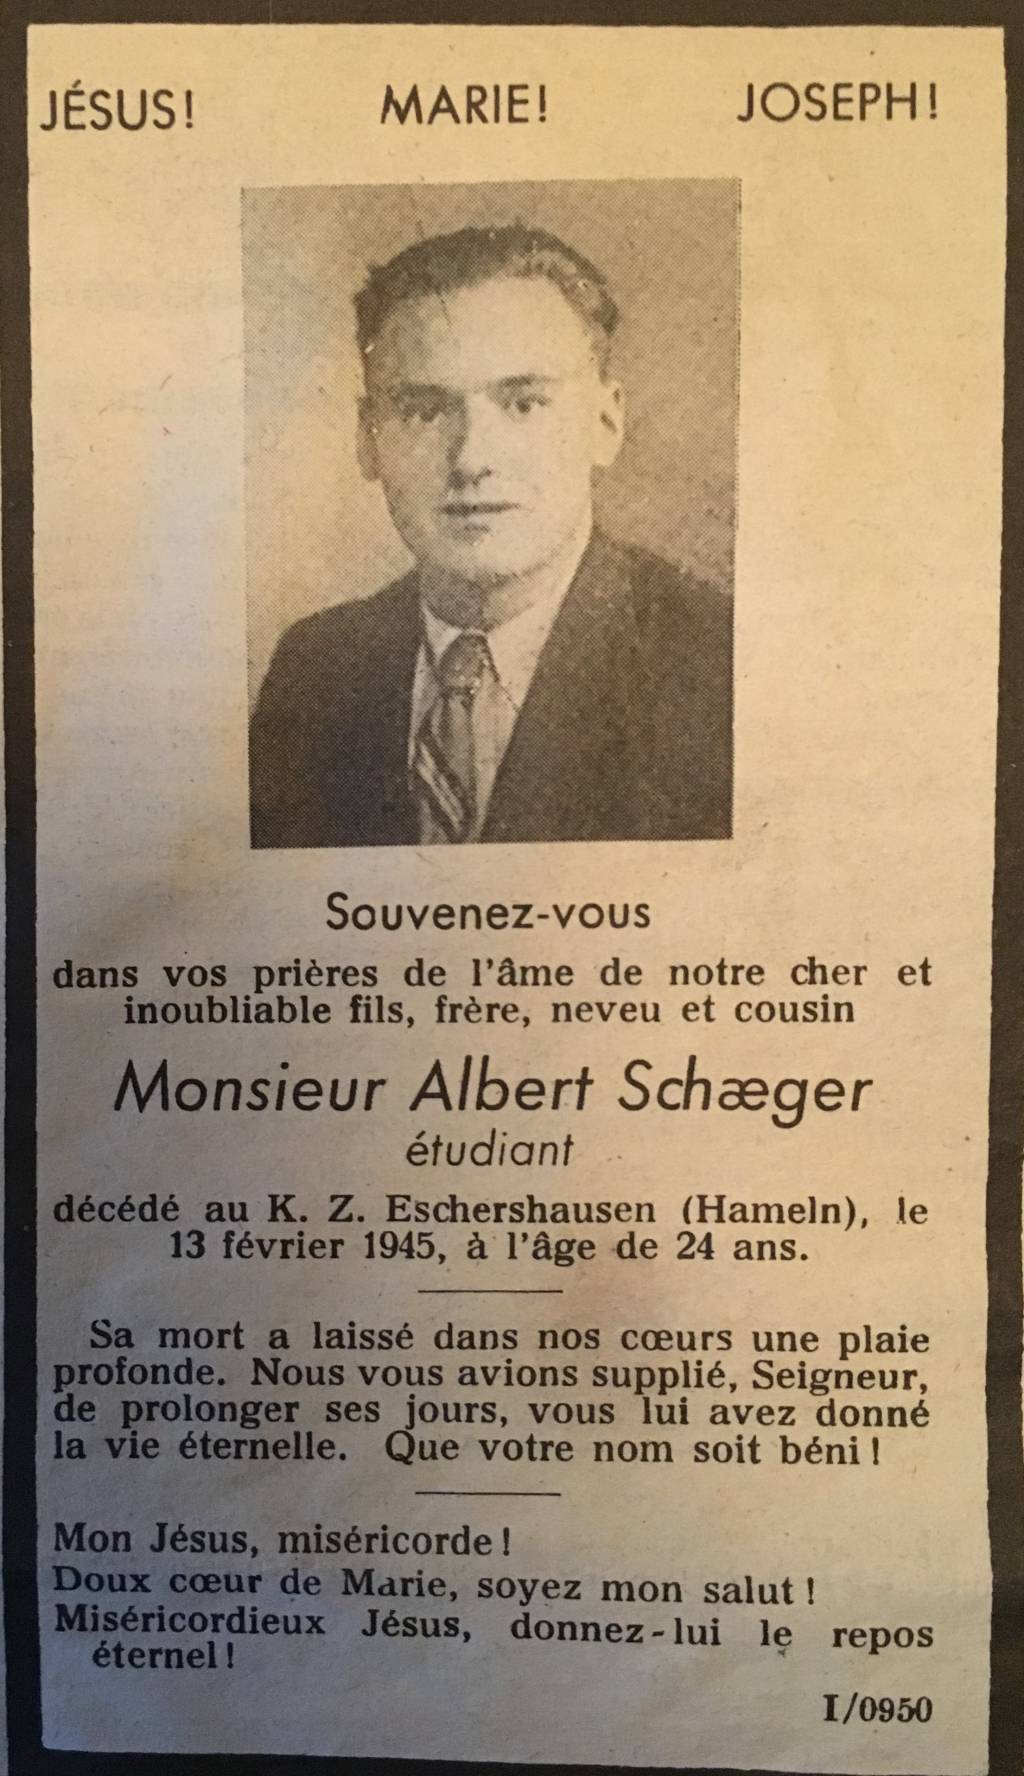 JÉSUS! MARIE! JOSEPH!
Souvenez-vous
dans vos prières de l'âme de notre cher et
inoubliable fils, frère, neveu et cousin
Monsieur Albert Schæger
étudiant
décédé au K. Z. Eschershausen (Hameln), le
13 février 1945, à l'âge de 24 ans.
Sa mort a laissé dans nos cœurs une plaie
profonde. Nous vous avions supplié, Seigneur,
de prolonger ses jours, vous lui avez donné
la vie éternelle. Que votre nom soit béni !
Mon Jésus, miséricorde !
Doux cœur de Marie, soyez mon salut !
Miséricordieux Jésus, donnez-lui le repos
éternel !
I/0950